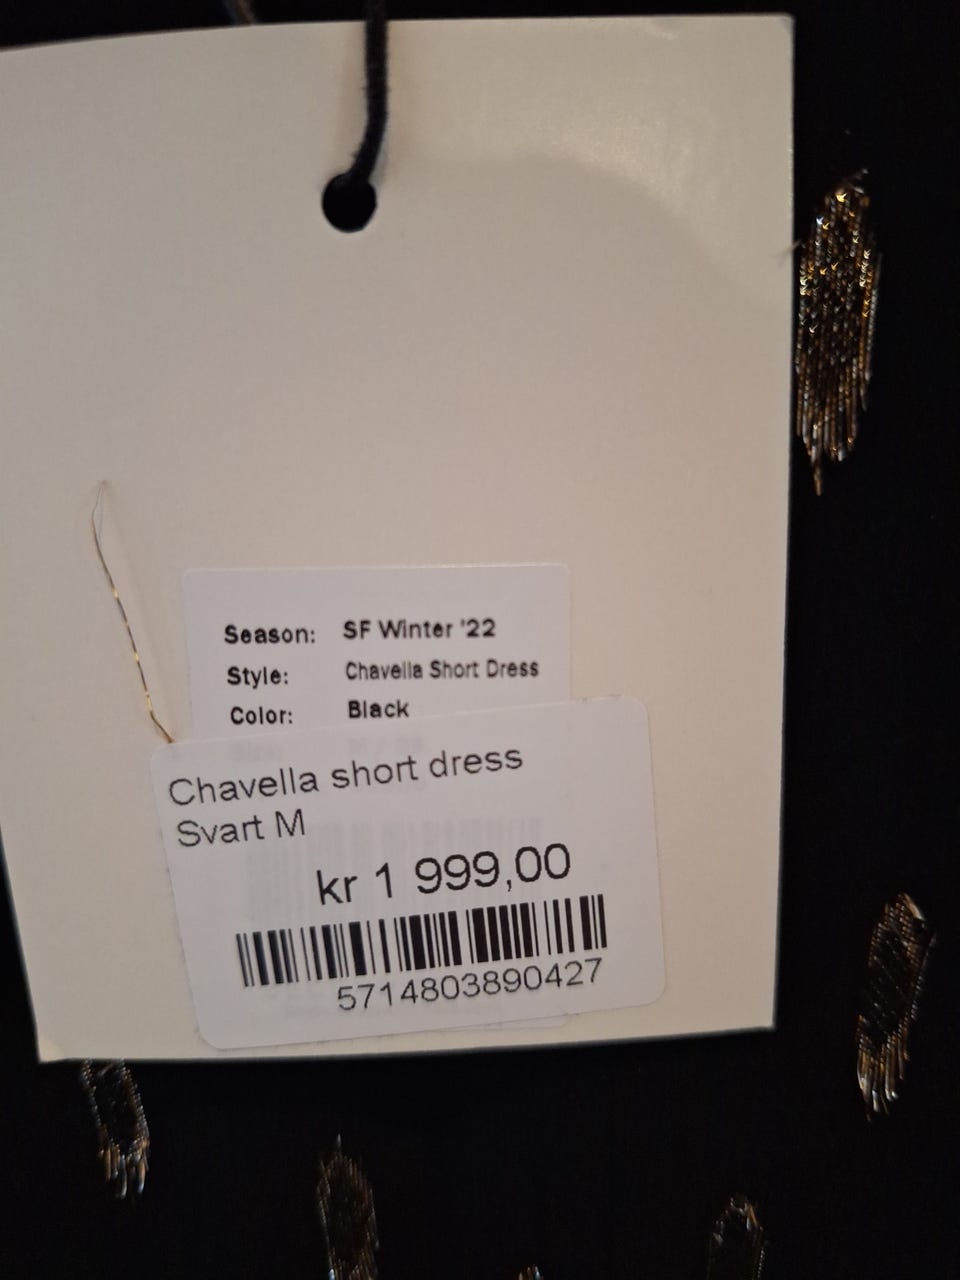 Season: SF Winter '22
Style: Chavella Short Dress
Color: Black
Chavella short dress
Svart M
kr 1 999,00
5714803890427